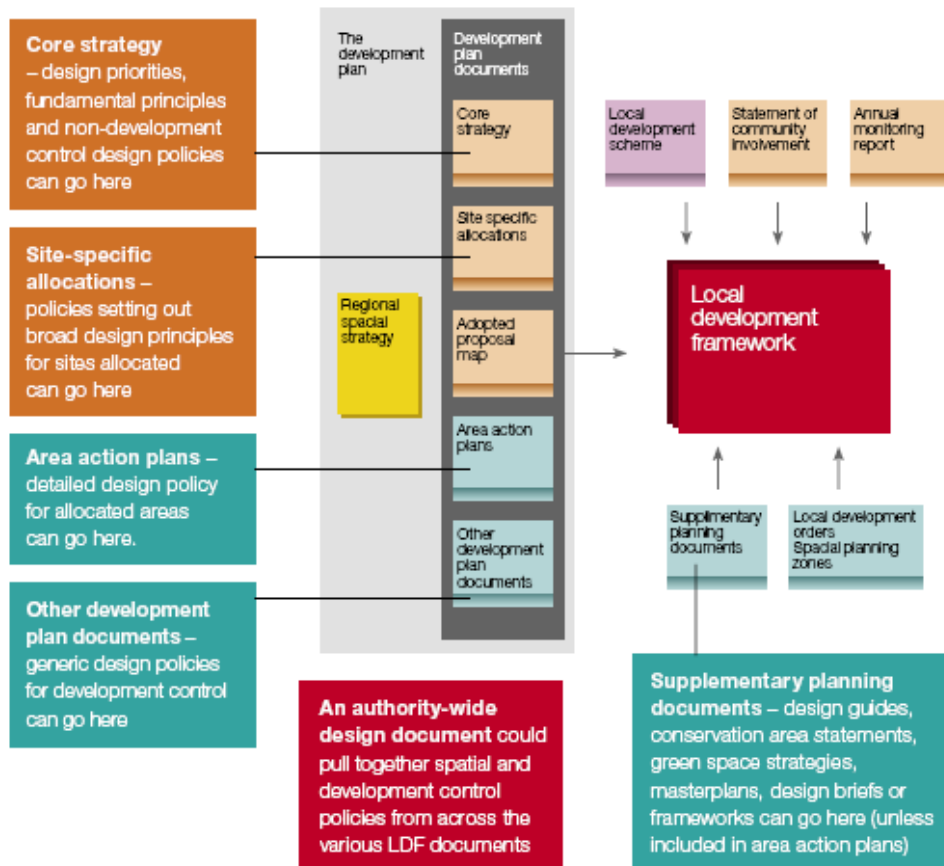 Core strategy
– design priorities,
fundamental principles
and non-development
control design policies
can go here
Site-specific
allocations –
policies setting out
broad design principles
for sites allocated
can go here
Area action plans –
detailed design policy
for allocated areas
can go here.
Other development
plan documents –
generic design policies
for development control
can go here
The
development
plan
Regional
spacial
strategy
Development
plan
documents
Core
strategy
Site specific
allocations
Adopted
proposal
map
Area action
plans
Other
development
plan
documents
Local
development
scheme
Statement of
community
involvement
Annual
monitoring
report
Local
development
framework
Supplimentary
planning
documents
Local development
orders
Spacial planning
zones
An authority-wide
design document could
pull together spatial and
development control
policies from across the
various LDF documents
Supplementary planning
documents – design guides,
conservation area statements,
green space strategies,
masterplans, design briefs or
frameworks can go here (unless
included in area action plans)